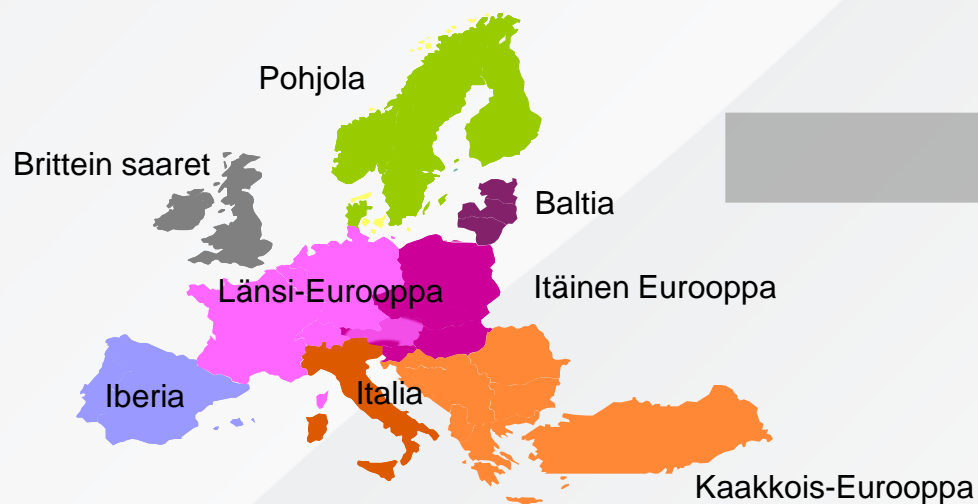 Pohjola
Brittein saaret
Baltia
Länsi-Eurooppa
Itäinen Eurooppa
Iberia
Italia
Kaakkois-Eurooppa